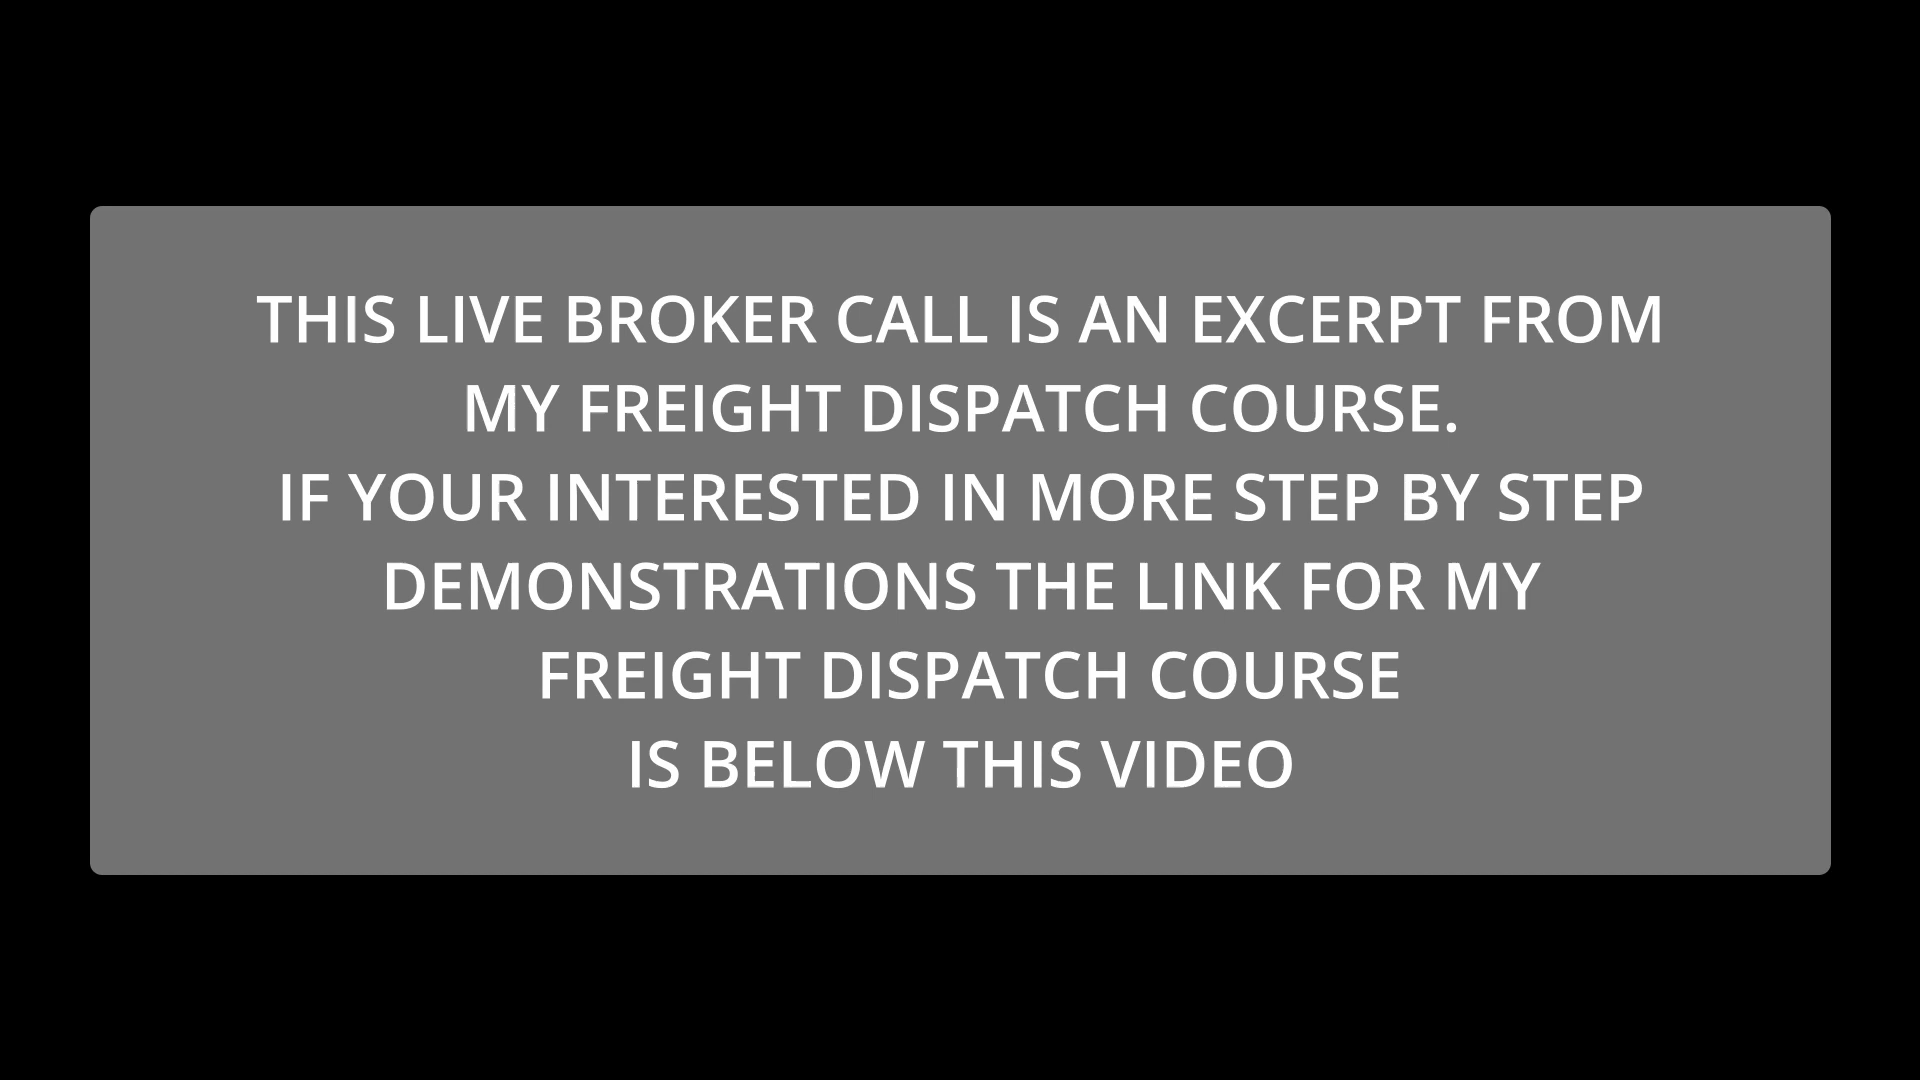 THIS LIVE BROKER CALL IS AN EXCERPT FROM
MY FREIGHT DISPATCH COURSE.
IF YOUR INTERESTED IN MORE STEP BY STEP
DEMONSTRATIONS THE LINK FOR MY
FREIGHT DISPATCH COURSE
IS BELOW THIS VIDEO